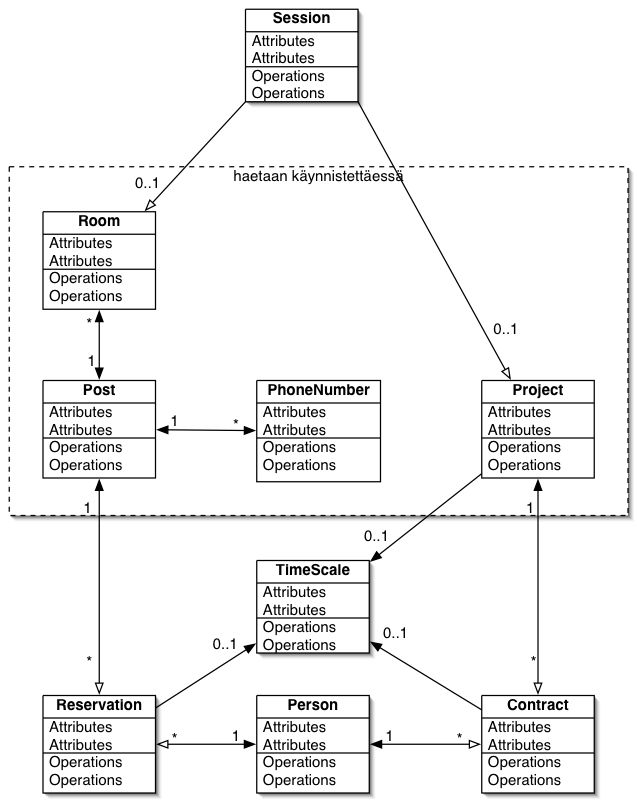 Session
Attributes
Attributes
Operations
Operations
haetaan käynnistettäessä
0..1
Room
Attributes
Attributes
Operations
Operations
0..1
*
1
Post
Attributes
Attributes
Operations
Operations
1
*
PhoneNumber
Attributes
Attributes
Operations
Operations
Project
Attributes
Attributes
Operations
Operations
1
1
0..1
TimeScale
Attributes
Attributes
Operations
Operations
0..1
0..1
*
*
Reservation
Attributes
Attributes
Operations
Operations
*
1
Person
Attributes
Attributes
Operations
Operations
1
*
Contract
Attributes
Attributes
Operations
Operations